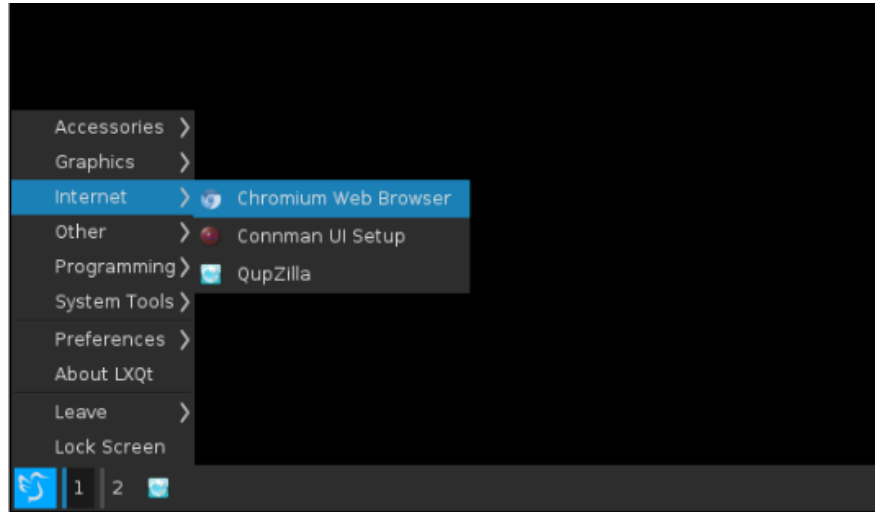 Accessories
Graphics
Internet
Chromium Web Browser
Other
Connman UI Setup
Programming
QupZilla
System Tools
Preferences
About LXQt
Leave
Lock Screen
1 2